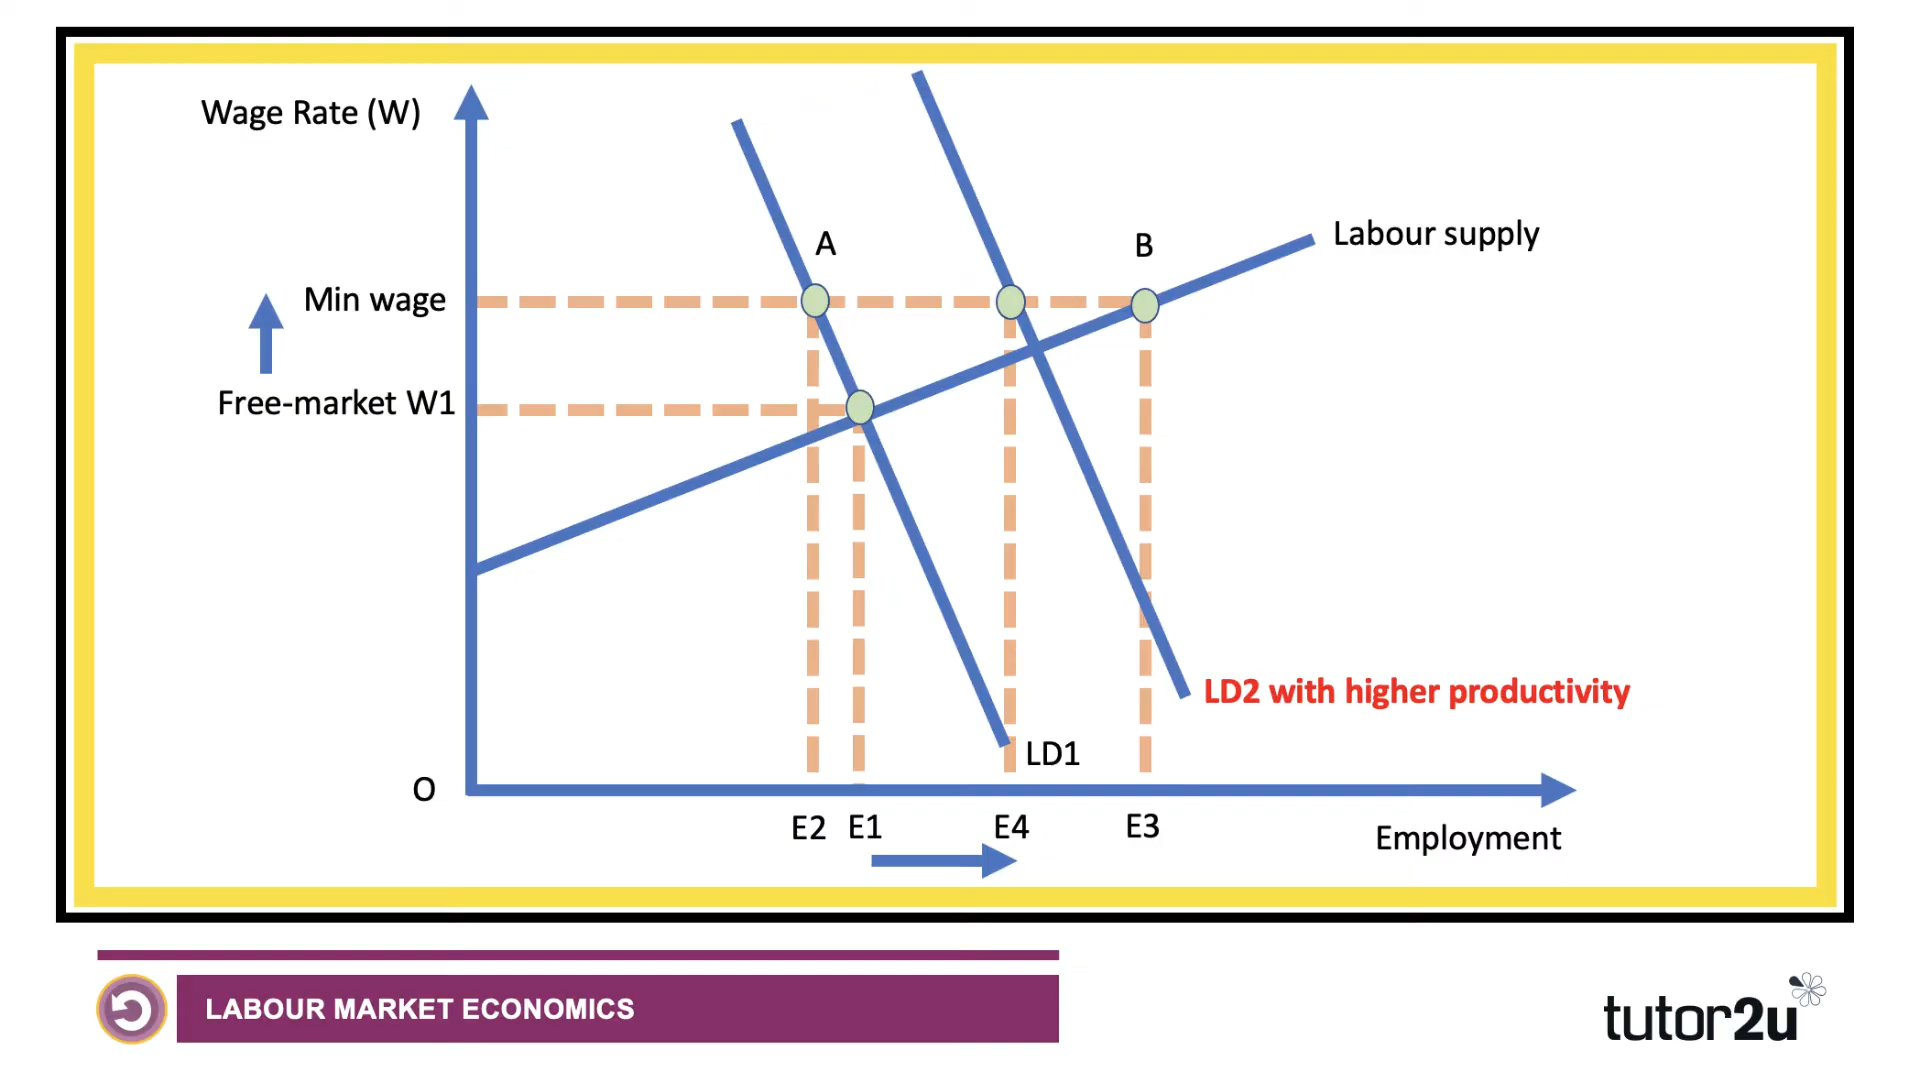 Wage Rate (W)
A
B
Labour supply
Min wage
Free-market W1
LD2 with higher productivity
LD1
O
E2 E1 E4 E3
Employment
LABOUR MARKET ECONOMICS
tutor2u